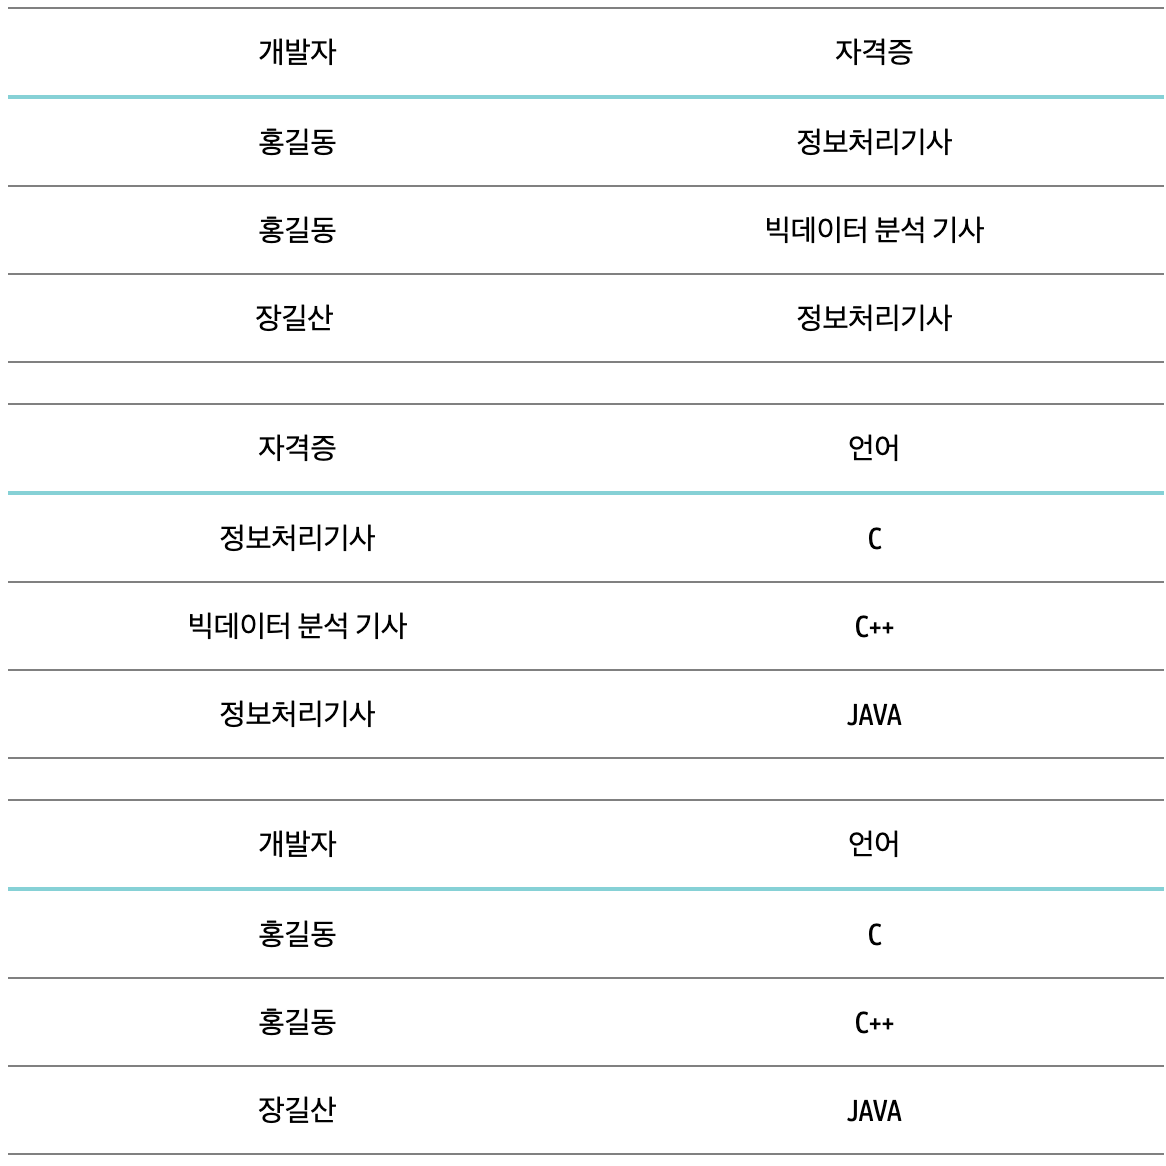 개발자 자격증
홍길동 정보처리기사
홍길동 빅데이터 분석 기사
장길산 정보처리기사
자격증 언어
정보처리기사 C
빅데이터 분석 기사 C++
정보처리기사 JAVA
개발자 언어
홍길동 C
홍길동 C++
장길산 JAVA